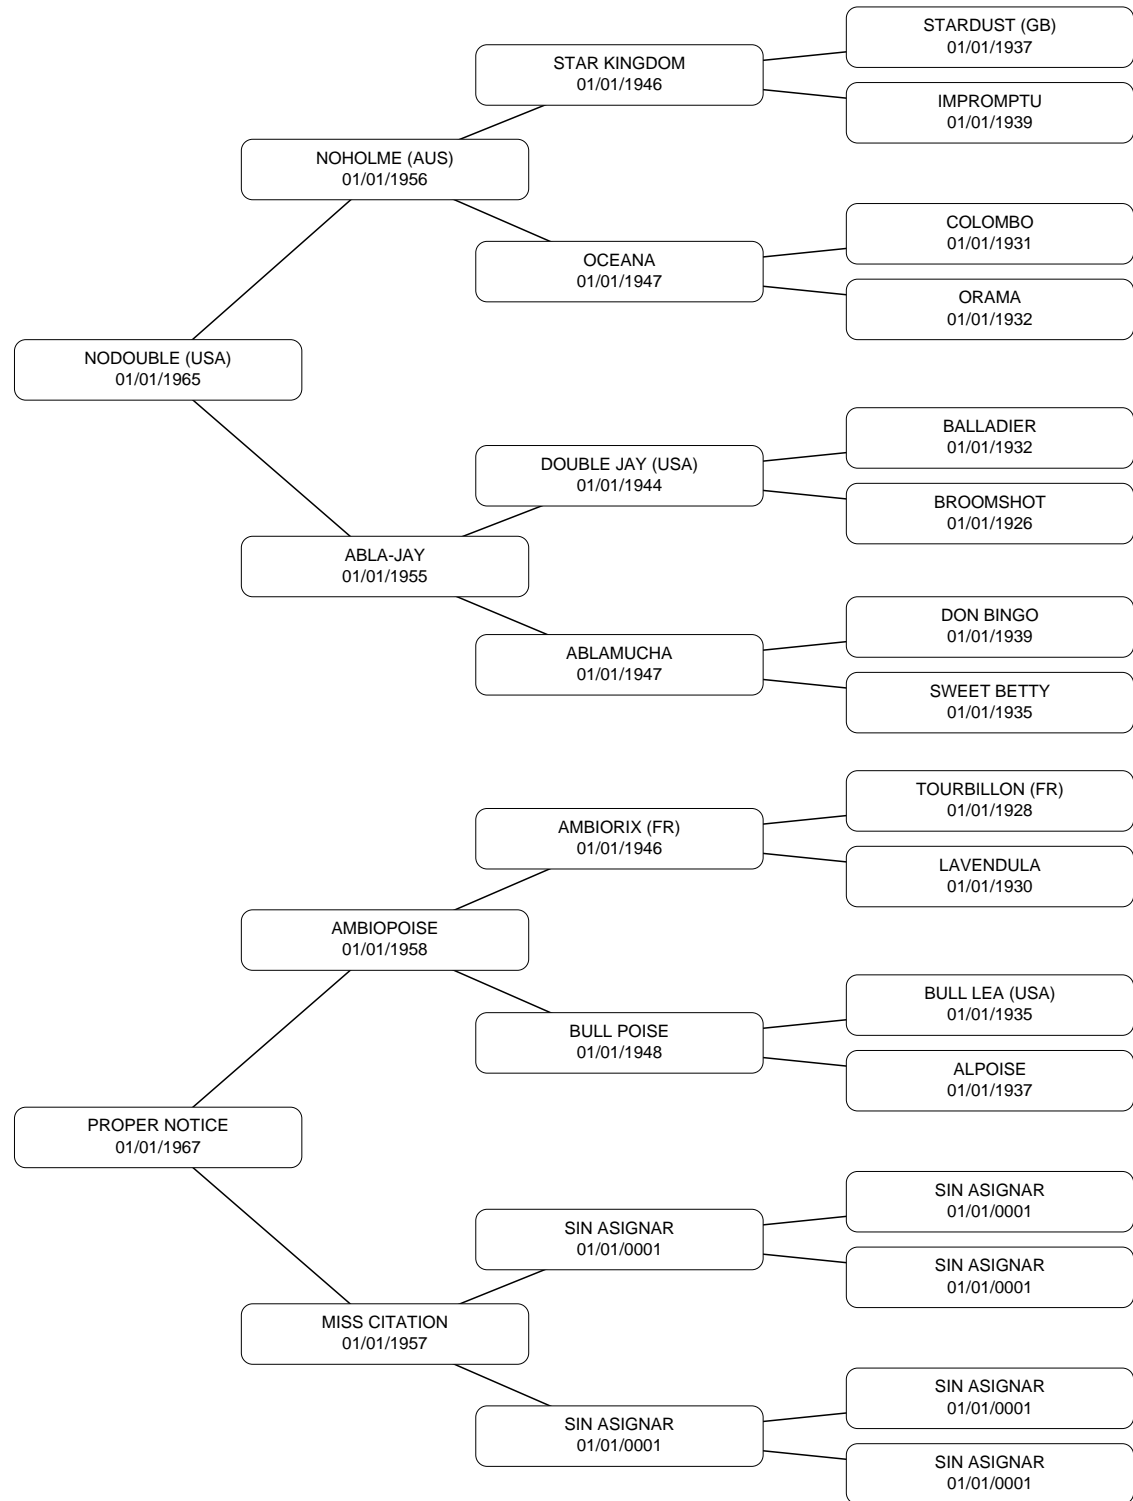 STARDUST (GB)
01/01/1937
STAR KINGDOM
01/01/1946
IMPROMPTU
01/01/1939
NOHOLME (AUS)
01/01/1956
COLOMBO
01/01/1931
OCEANA
01/01/1947
ORAMA
01/01/1932
NODOUBLE (USA)
01/01/1965
BALLADIER
01/01/1932
DOUBLE JAY (USA)
01/01/1944
BROOMSHOT
01/01/1926
ABLA-JAY
01/01/1955
DON BINGO
01/01/1939
ABLAMUCHA
01/01/1947
SWEET BETTY
01/01/1935
TOURBILLON (FR)
01/01/1928
AMBIORIX (FR)
01/01/1946
LAVENDULA
01/01/1930
AMBIOPOISE
01/01/1958
BULL LEA (USA)
01/01/1935
BULL POISE
01/01/1948
ALPOISE
01/01/1937
PROPER NOTICE
01/01/1967
SIN ASIGNAR
01/01/0001
SIN ASIGNAR
01/01/0001
SIN ASIGNAR
01/01/0001
MISS CITATION
01/01/1957
SIN ASIGNAR
01/01/0001
SIN ASIGNAR
01/01/0001
SIN ASIGNAR
01/01/0001